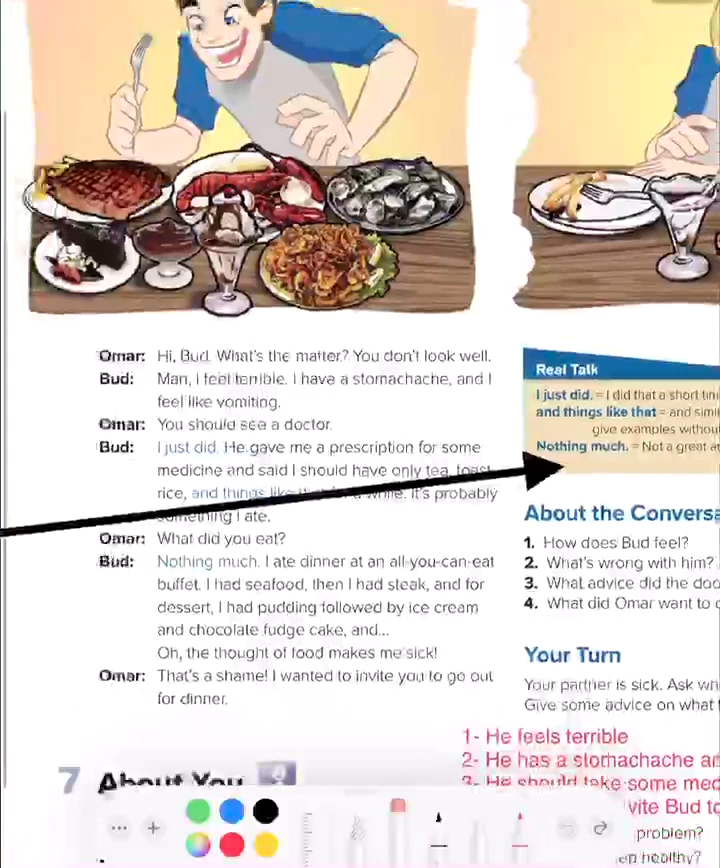 Omar: Hi, Bud. What's the matter? You don't look well.
Bud: Man, I feel terrible. I have a stomachache, and I
feel like vomiting.
Omar: You should see a doctor.
Bud: I just did. He gave me a prescription for some
medicine and said I should have only tea, toast,
rice, and things like that for a while. It's probably
something I ate.
Omar: What did you eat?
Bud: Nothing much. I ate dinner at an all-you-can-eat
buffet. I had seafood, then I had steak, and for
dessert, I had pudding followed by ice cream
and chocolate fudge cake, and...
Oh, the thought of food makes me sick!
Omar: That's a shame! I wanted to invite you to go out
for dinner.
Real Talk
I just did. = I did that a short
and things like that = and
give examples
Nothing much. = Not a great
About the
1. How does Bud feel?
2. What's wrong with him?
3. What advice did the
4. What did Omar want to
Your Turn
Your partner is sick. Ask
Give some advice on what
1- He feels terrible
2- He has a stomachache
3- He should take some
Bud
7 About You
problem?
healthy?